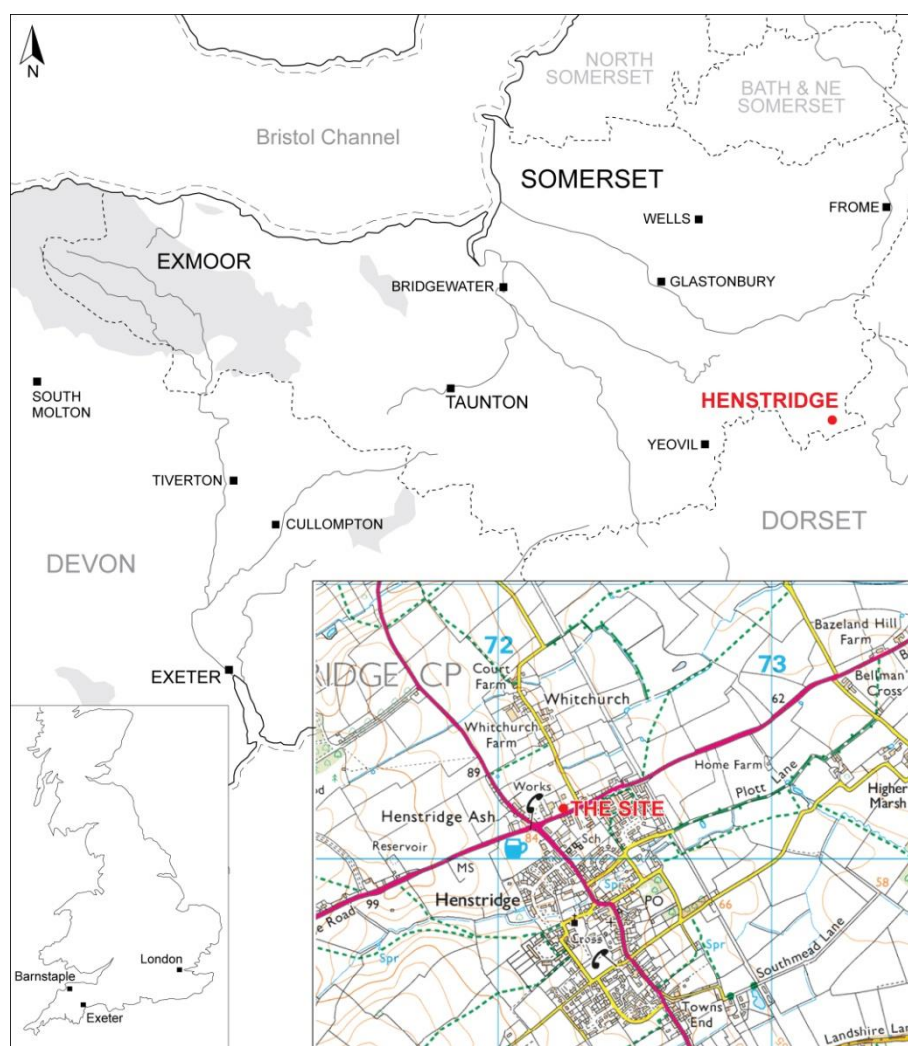 N
NORTH
SOMERSET
BATH & NE
SOMERSET
Bristol Channel
SOMERSET
WELLS
FROME
EXMOOR
BRIDGEWATER
GLASTONBURY
SOUTH
MOLTON
TAUNTON
HENSTRIDGE
YEOVIL
TIVERTON
CULLOMPTON
DORSET
DEVON
EXETER
72
73
Bazeland Hill
Farm
RIDGE CP
Court
Farm
Whitchurch
62
Bellman's
Cross
Whitchurch
Farm
89
Home Farm
Plott Lane
Works
Higher
Marsh
THE SITE
Henstridge Ash
84
Sch
Reservoir
MS
Spr
58
99
Henstridge
PO
66
Road
Cross
Spr
Spr
Southmead Lane
Towns
End
Landshire La
London
Barnstaple
Exeter